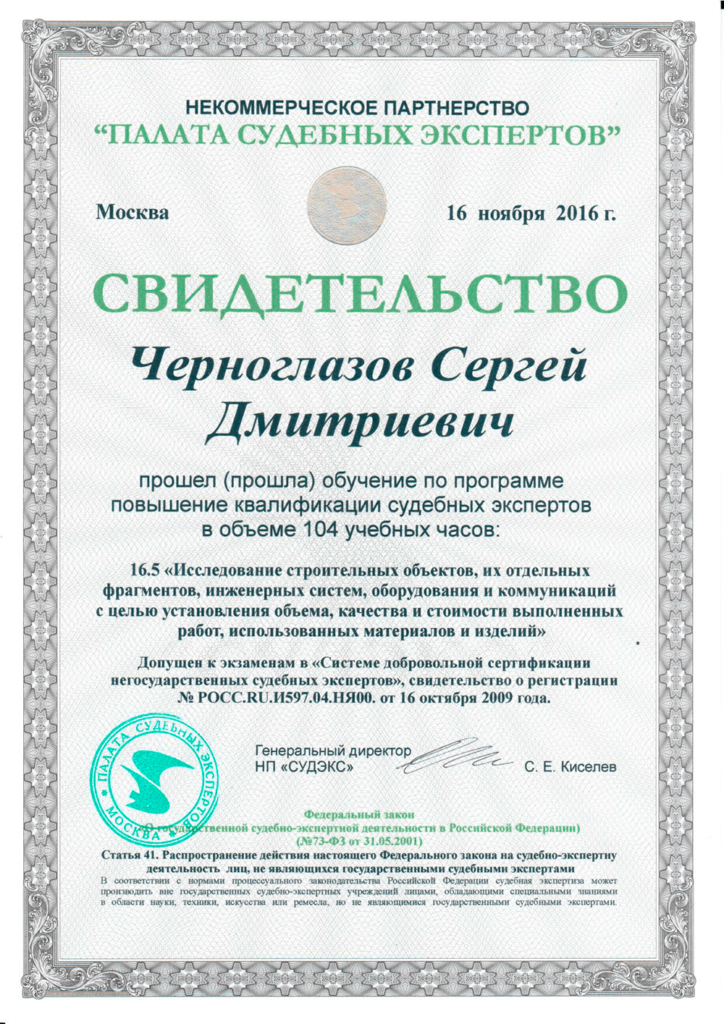 НЕКОММЕРЧЕСКОЕ ПАРТНЕРСТВО
“ПАЛАТА СУДЕБНЫХ ЭКСПЕРТОВ”
Москва
16 ноября 2016 г.
СВИДЕТЕЛЬСТВО
Черноглазов Сергей
Дмитриевич
прошел (прошла) обучение по программе
повышение квалификации судебных экспертов
в объеме 104 учебных часов:
16.5 «Исследование строительных объектов, их отдельных
фрагментов, инженерных систем, оборудования и коммуникаций
с целью установления объема, качества и стоимости выполненных
работ, использованных материалов и изделий»
Допущен к экзаменам в «Системе добровольной сертификации
негосударственных судебных экспертов», свидетельство о регистрации
№ РОСС.RU.И597.04.НЯ00. от 16 октября 2009 года.
ПАЛАТА СУДЕБНЫХ ЭКСПЕРТОВ
МОСКВА
Генеральный директор
НП «СУДЭКС»
С. Е. Киселев
Федеральный закон
«О государственной судебно-экспертной деятельности в Российской Федерации)
(№73-ФЗ от 31.05.2001)
Статья 41. Распространение действия настоящего Федерального закона на судебно-экспертну
деятельность лиц, не являющихся государственными судебными экспертами
В соответствии с нормами процессуального законодательства Российской Федерации судебная экспертиза может
производить вне государственных судебно-экспертных учреждений лицами, обладающими специальными знаниями
в области науки, техники, искусства или ремесла, но не являющимися государственными судебными экспертами.